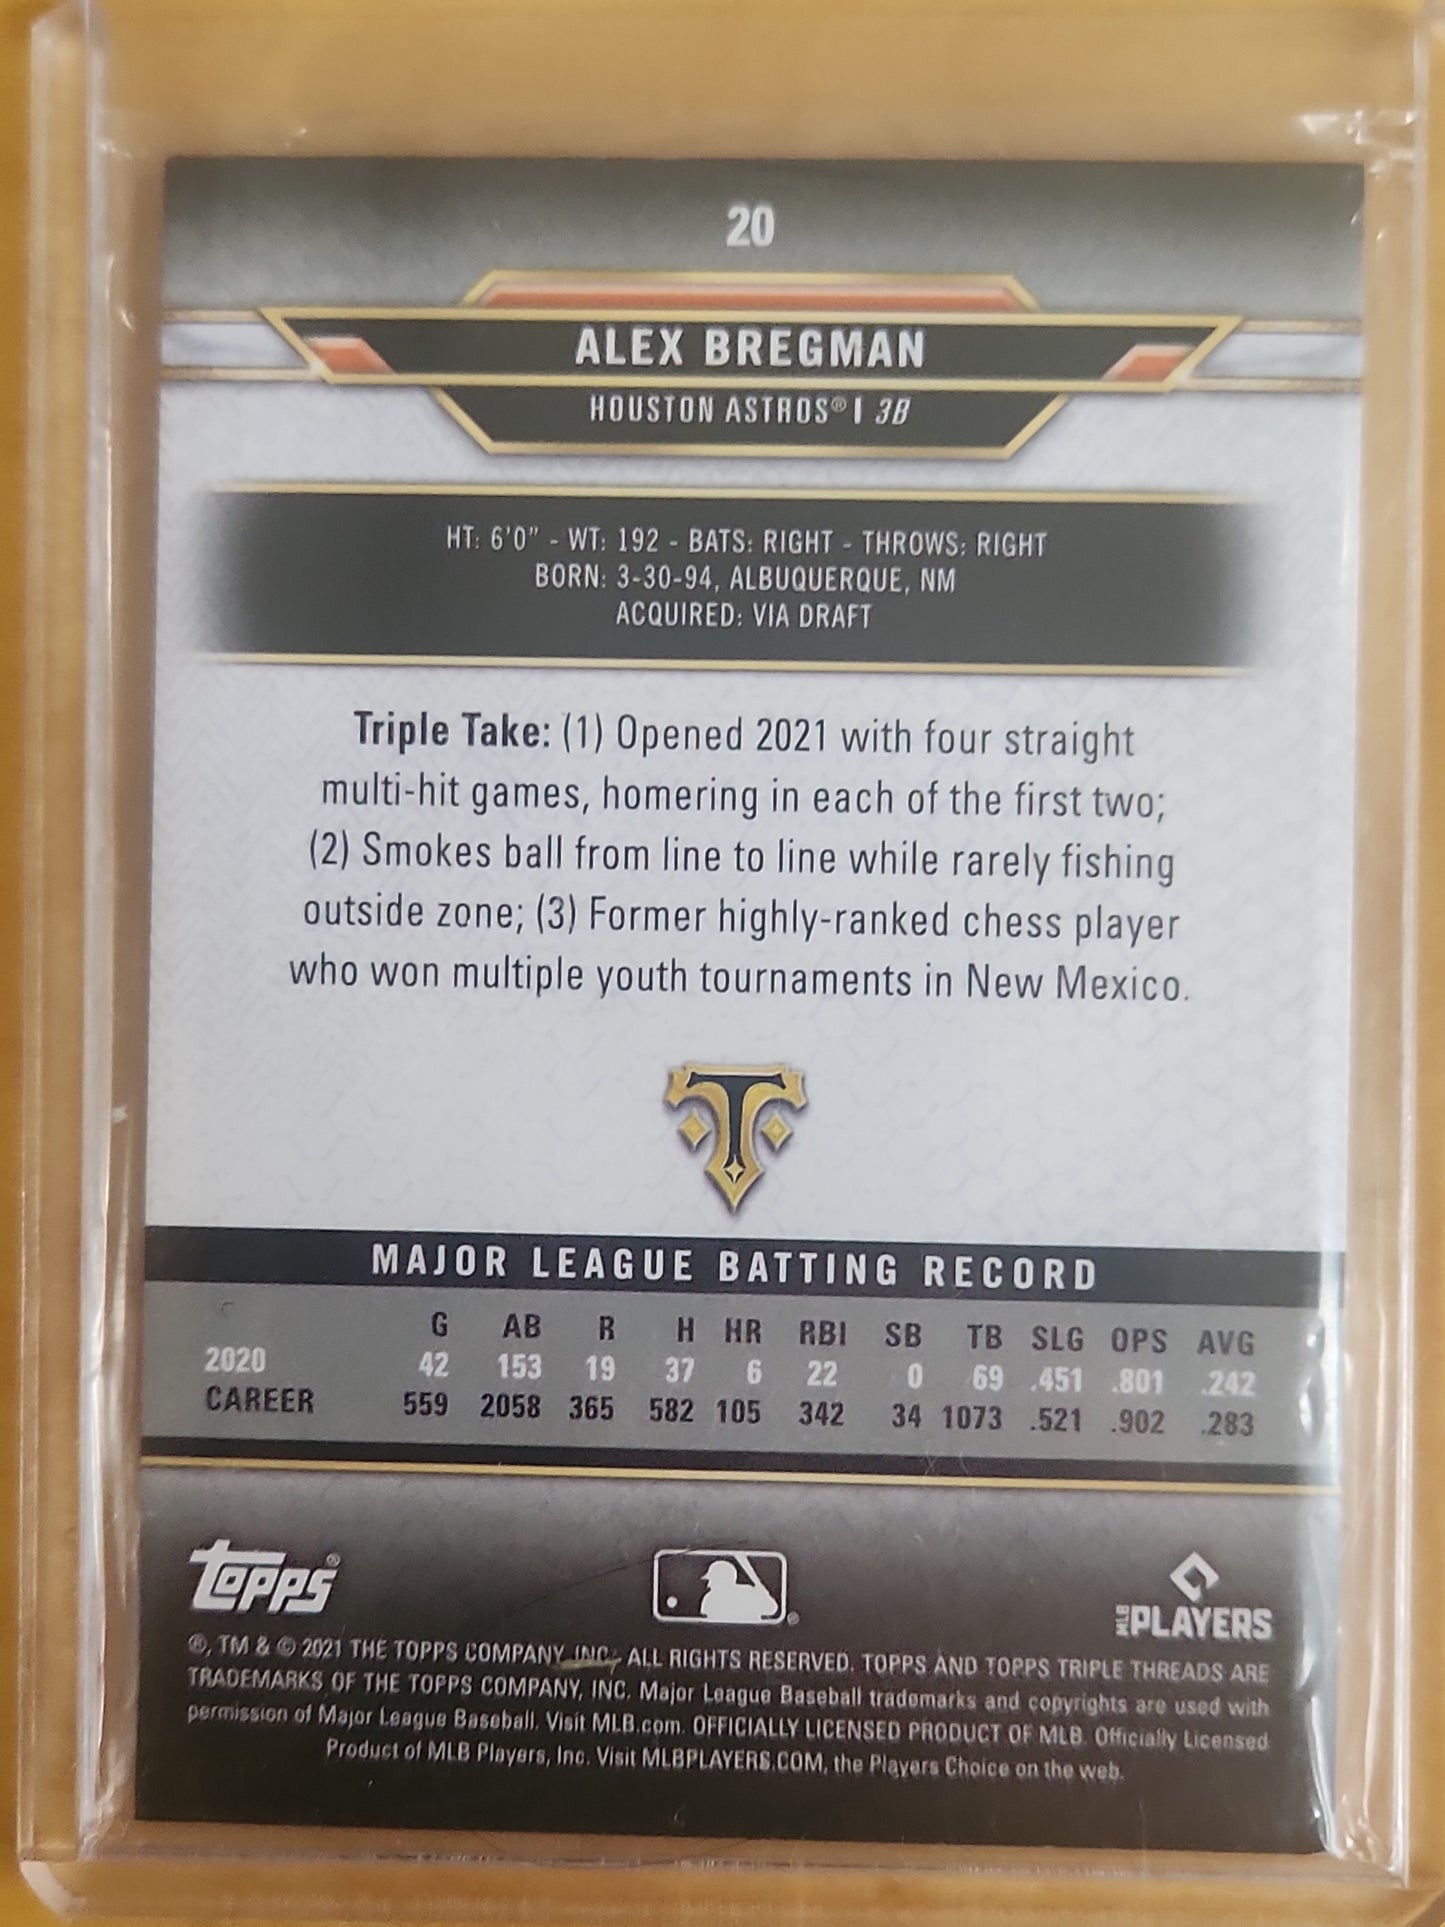 20
ALEX BREGMAN
HOUSTON ASTROS® | 3B
HT: 6'0" - WT: 192 - BATS: RIGHT - THROWS: RIGHT
BORN: 3-30-94, ALBUQUERQUE, NM
ACQUIRED: VIA DRAFT
Triple Take: (1) Opened 2021 with four straight
multi-hit games, homering in each of the first two;
(2) Smokes ball from line to line while rarely fishing
outside zone; (3) Former highly-ranked chess player
who won multiple youth tournaments in New Mexico.
T
MAJOR LEAGUE BATTING RECORD
G AB R H HR RBI SB TB SLG OPS AVG
2020 42 153 19 37 6 22 0 69 .451 .801 .242
CAREER 559 2058 365 582 105 342 34 1073 .521 .902 .283
topps®
MLB PLAYERS
®, TM & © 2021 THE TOPPS COMPANY, INC. ALL RIGHTS RESERVED. TOPPS AND TOPPS TRIPLE THREADS ARE
TRADEMARKS OF THE TOPPS COMPANY, INC. Major League Baseball trademarks and copyrights are used with
permission of Major League Baseball. Visit MLB.com. OFFICIALLY LICENSED PRODUCT OF MLB. Officially Licensed
Product of MLB Players, Inc. Visit MLBPLAYERS.COM, the Players Choice on the web.